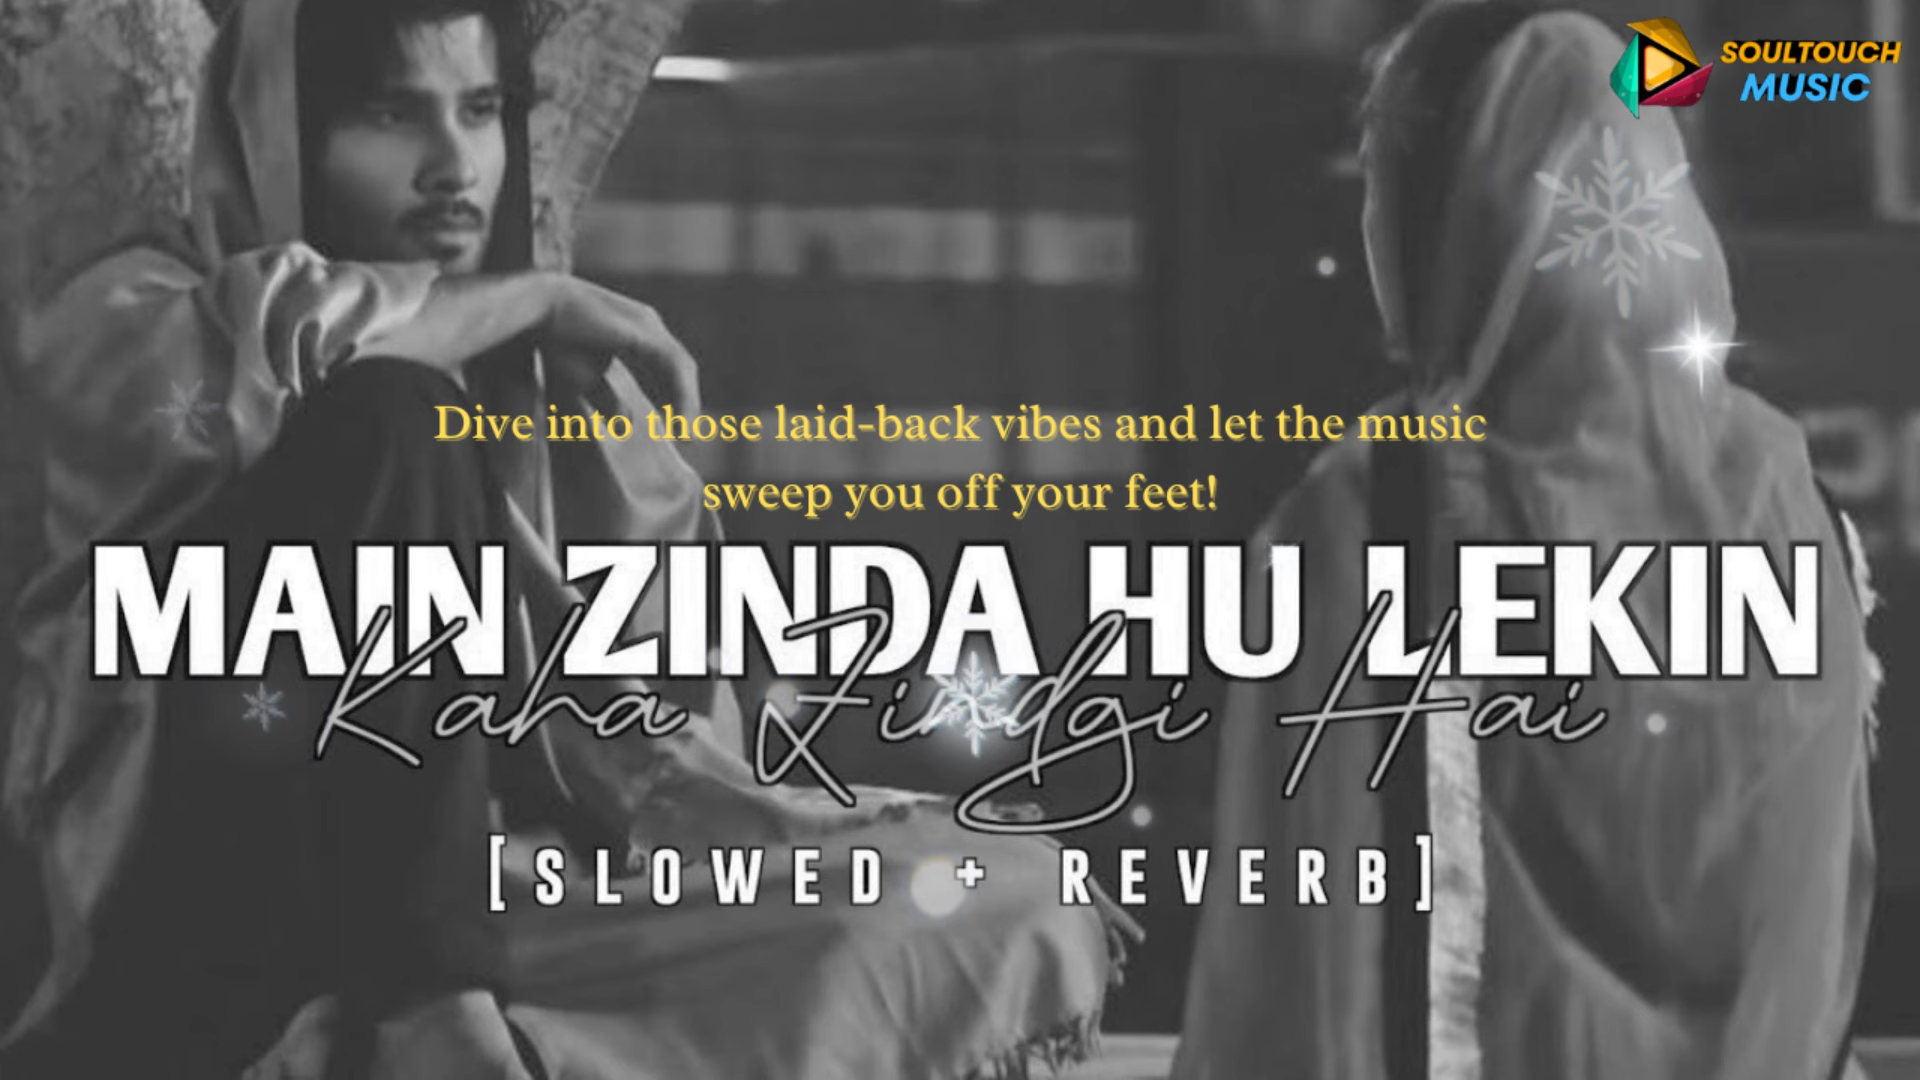 SOULTOUCH
MUSIC
Dive into those laid-back vibes and let the music
sweep you off your feet!
MAIN ZINDA HU LEKIN
Kaha Zindgi Hai
[SLOWED + REVERB]